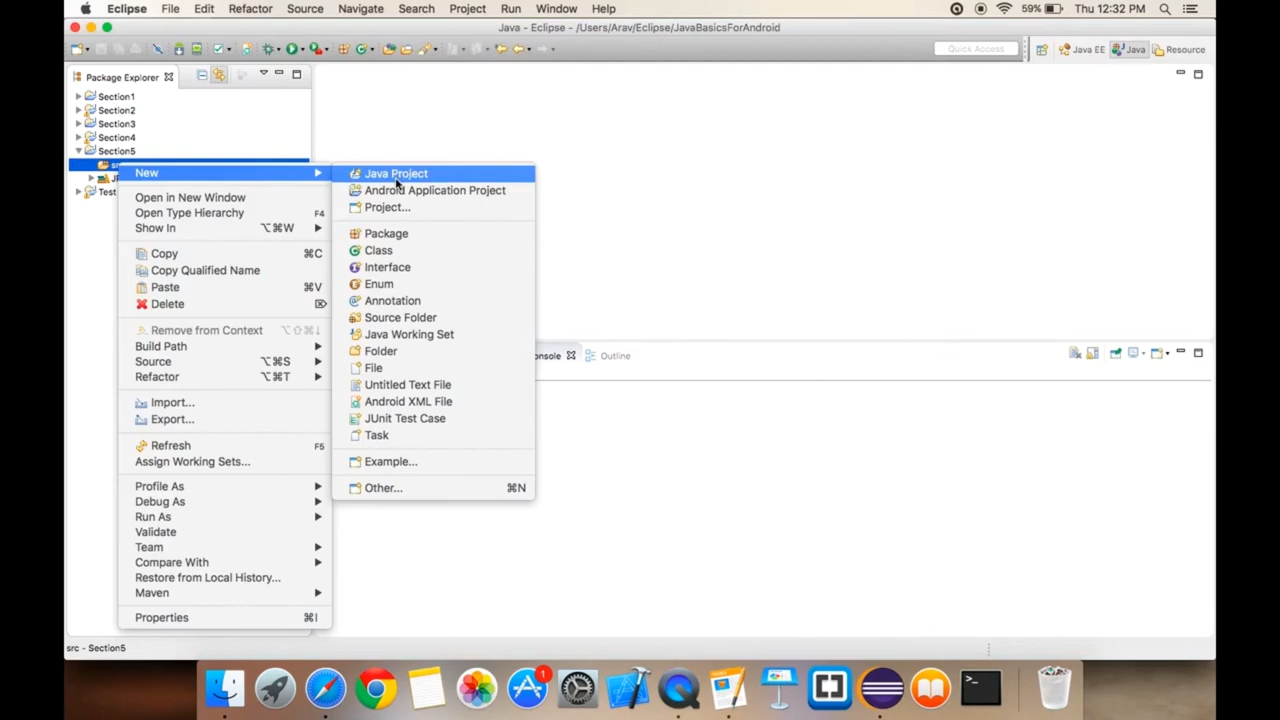 Eclipse File Edit Refactor Source Navigate Search Project Run Window Help 59% Thu 12:32 PM
Java - Eclipse - /Users/Arav/Eclipse/JavaBasicsForAndroid
Quick Access Java EE Java Resource
Package Explorer
Section1
Section2
Section3
Section4
Section5
Test
New
Open in New Window
Open Type Hierarchy F4
Show In ⌥⌘W
Copy ⌘C
Copy Qualified Name
Paste ⌘V
Delete ⌦
Remove from Context ⌥⇧⌘↓
Build Path
Source ⌥⌘S
Refactor ⌥⌘T
Import...
Export...
Refresh F5
Assign Working Sets...
Profile As
Debug As
Run As
Validate
Team
Compare With
Restore from Local History...
Maven
Properties ⌘I
Java Project
Android Application Project
Project...
Package
Class
Interface
Enum
Annotation
Source Folder
Java Working Set
Folder
File
Untitled Text File
Android XML File
JUnit Test Case
Task
Example...
Other... ⌘N
onsole Outline
src - Section5
1